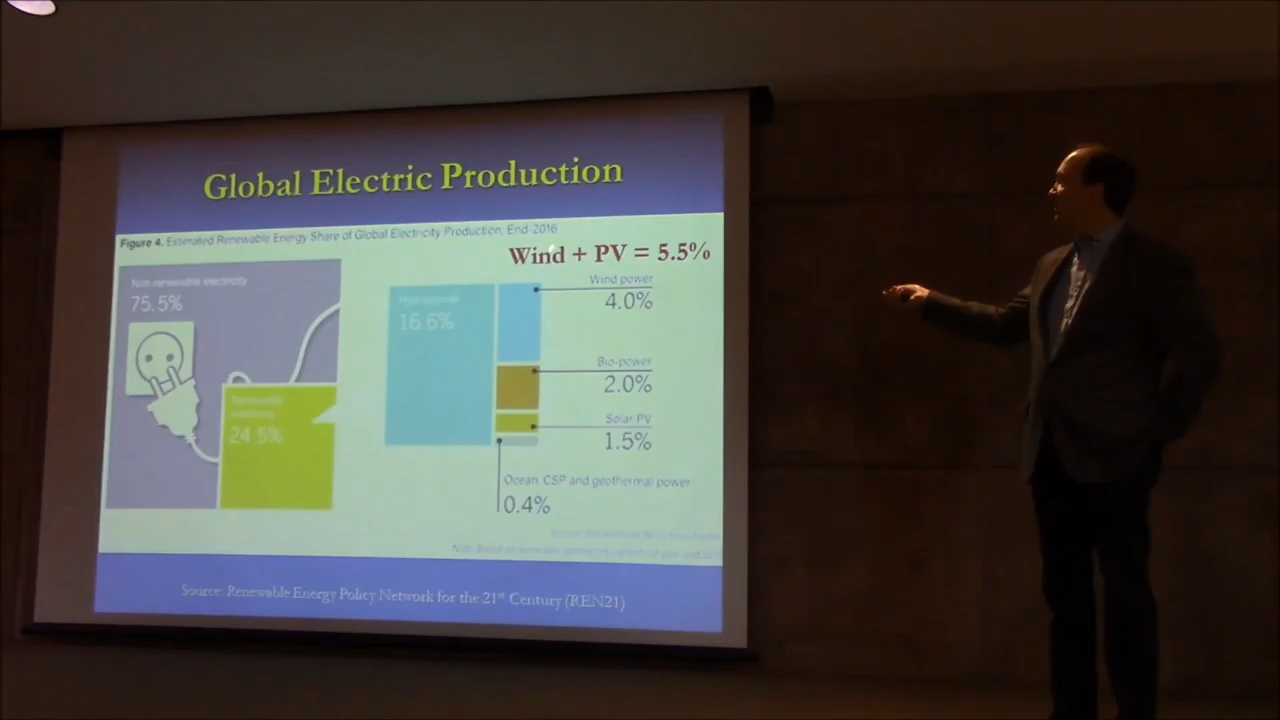 Global Electric Production
Figure 4. Estimated Renewable Energy Share of Global Electricity Production, End-2016
Wind + PV = 5.5%
Non-renewable electricity
75.5%
Renewable electricity
24.5%
Hydropower
16.6%
Wind power
4.0%
Bio-power
2.0%
Solar PV
1.5%
Ocean, CSP and geothermal power
0.4%
Source: Renewable Energy Policy Network for the 21st Century (REN21)